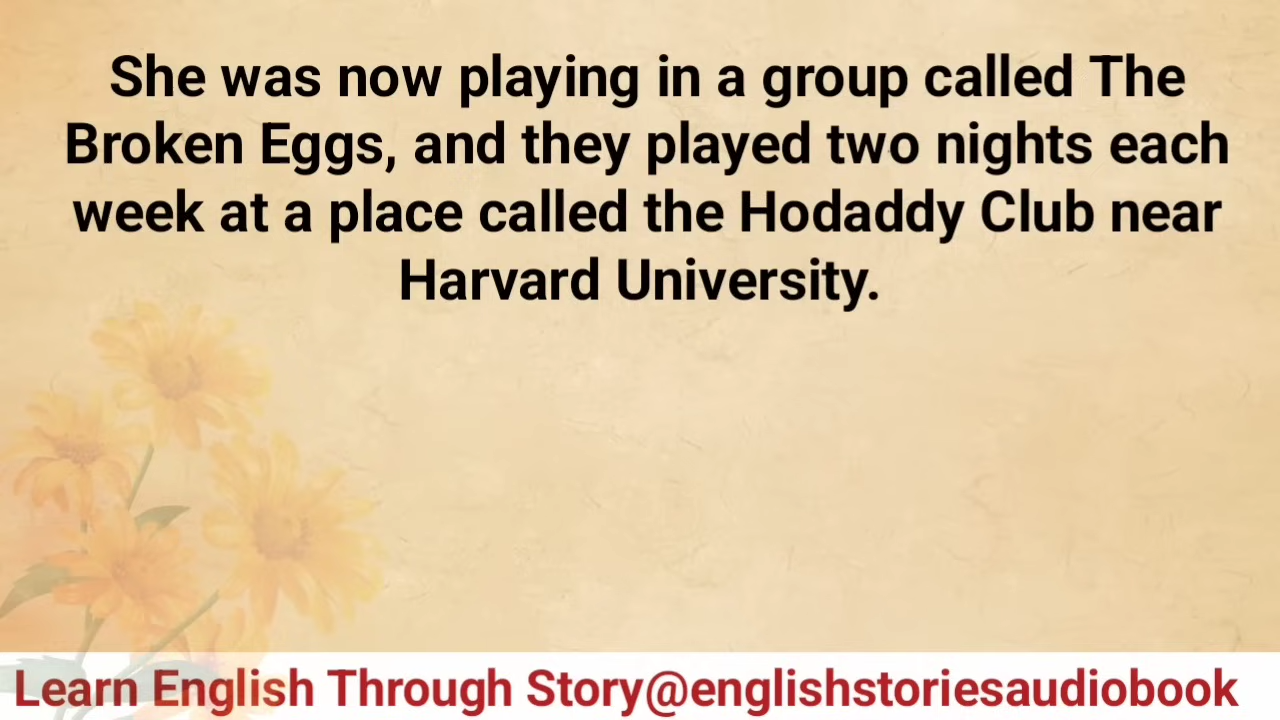 She was now playing in a group called The
Broken Eggs, and they played two nights each
week at a place called the Hodaddy Club near
Harvard University.
Learn English Through Story@englishstoriesaudiobook